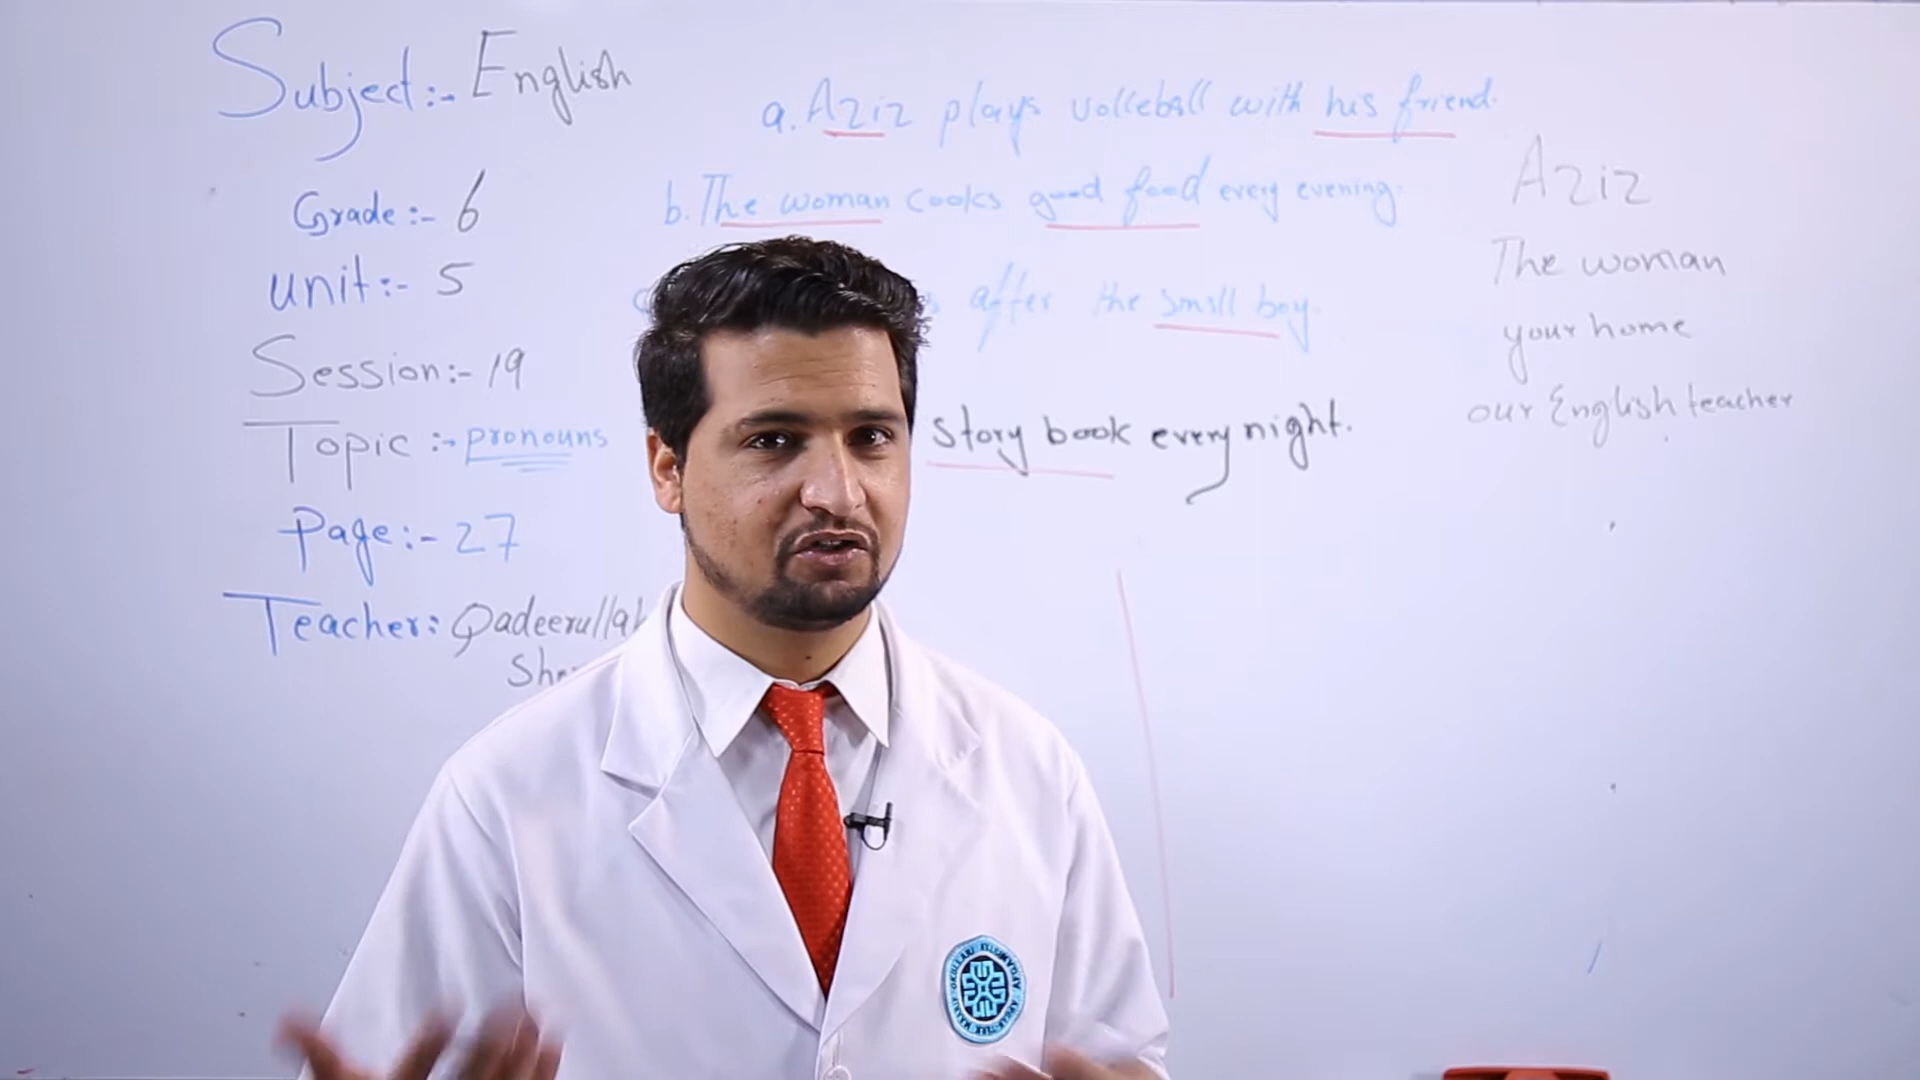 Subject:- English
Grade:- 6
unit:- 5
Session:- 19
Topic:- pronouns
Page:- 27
Teacher: Qadeerullah
a. Aziz plays volleball with his friend.
b. The woman cooks good food every evening.
after the small boy.
story book every night.
Aziz
The woman
your home
our English teacher